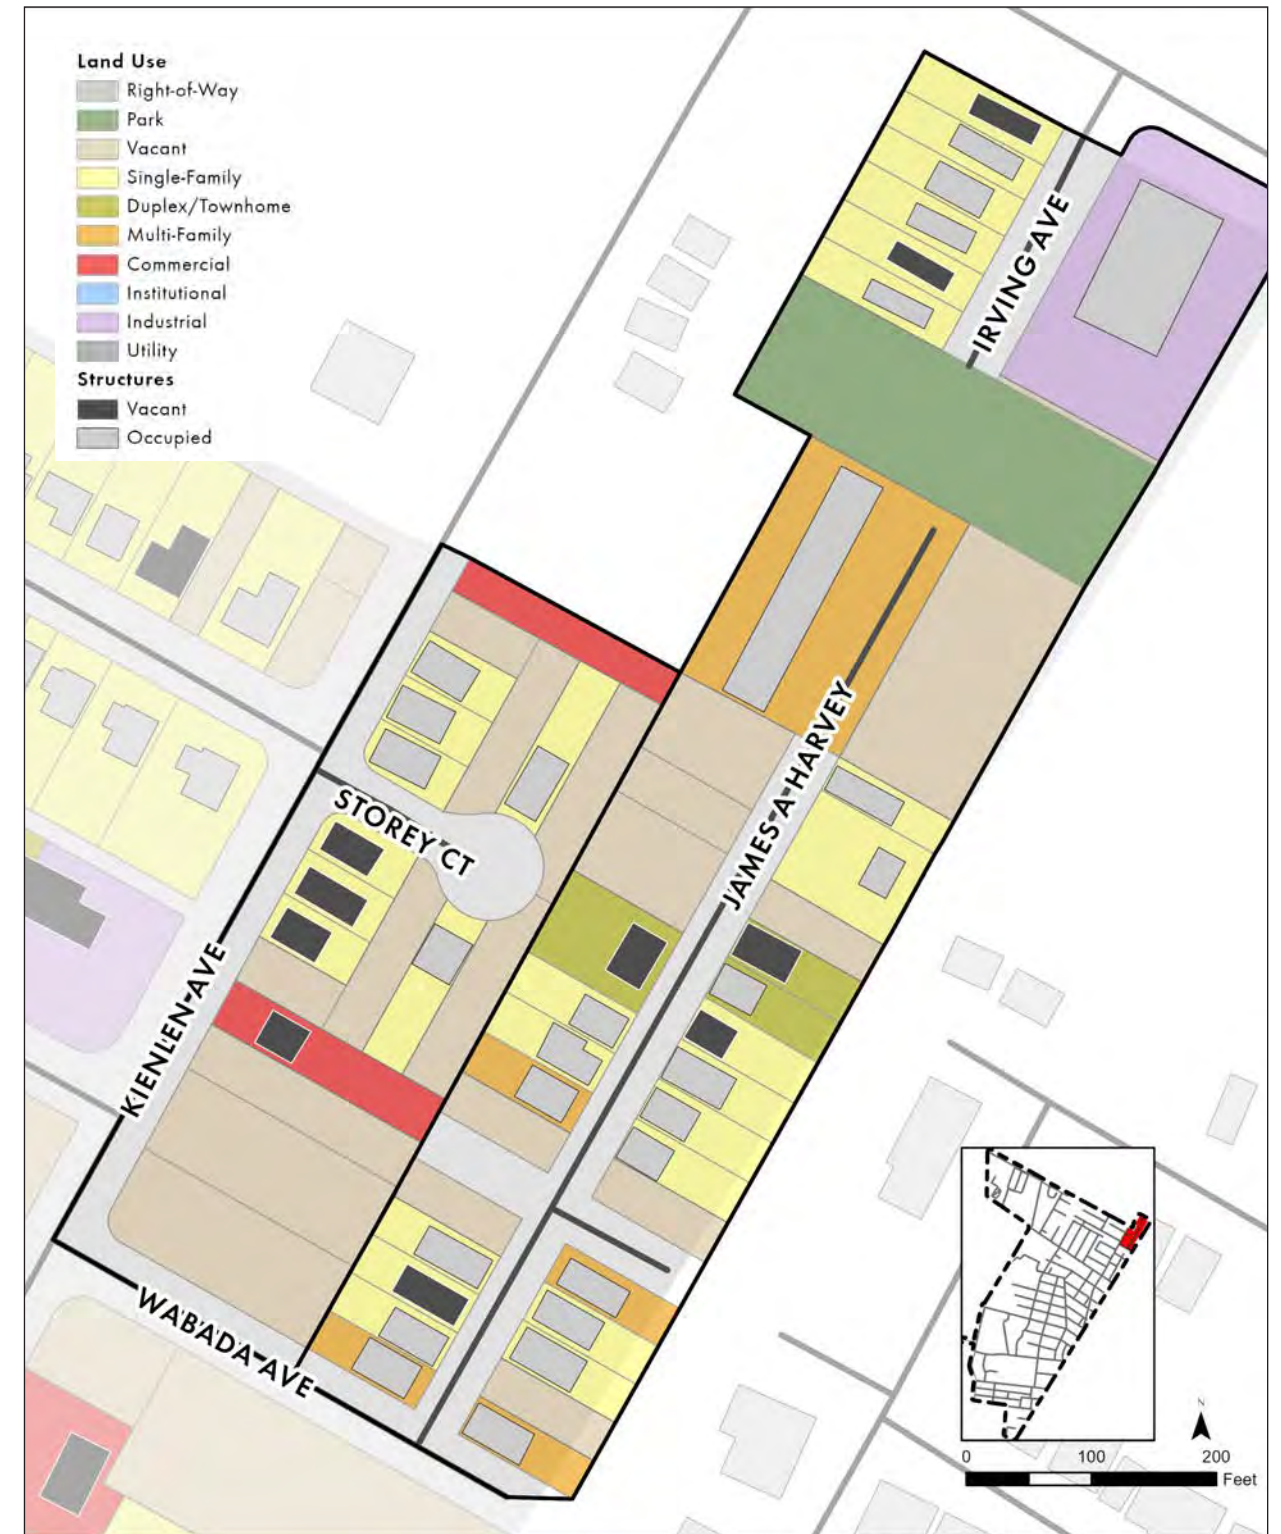 Land Use
Right-of-Way
Park
Vacant
Single-Family
Duplex/Townhome
Multi-Family
Commercial
Institutional
Industrial
Utility
Structures
Vacant
Occupied
IRVING AVE
JAMES A HARVEY
STOREY CT
KIENLEN AVE
WABADA AVE
N
0 100 200
Feet